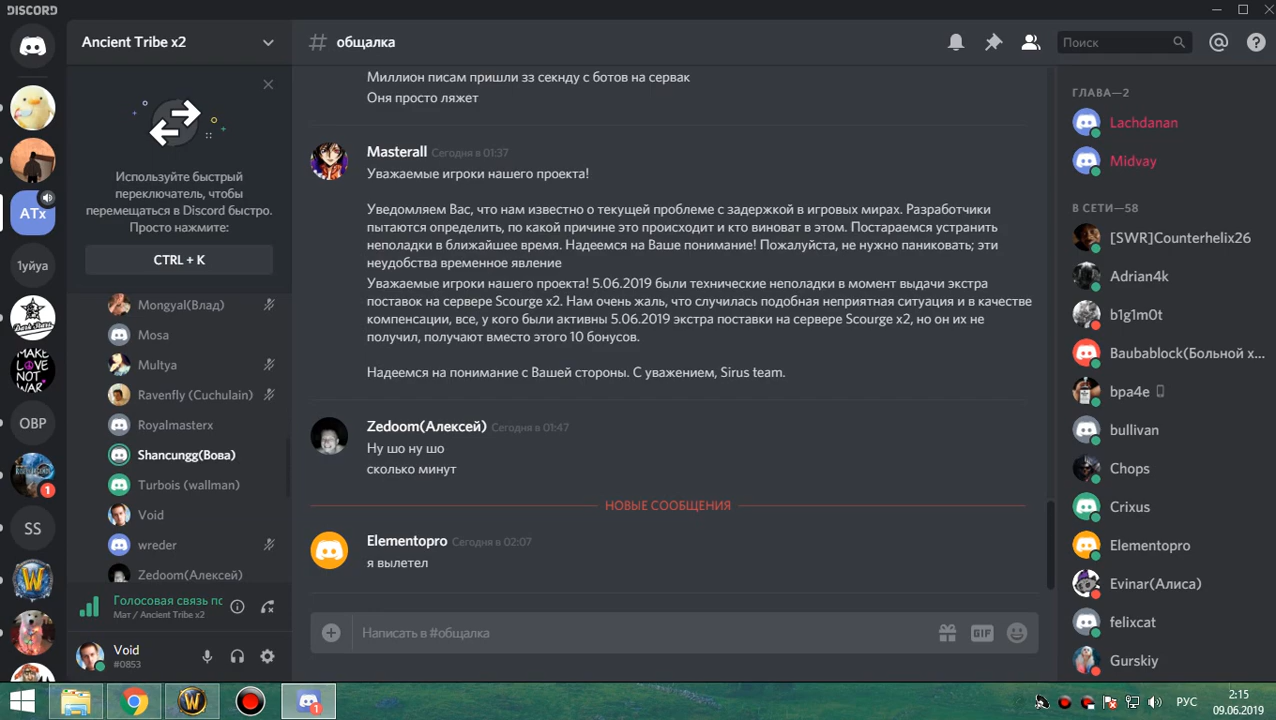 DISCORD
Ancient Tribe x2
Используйте быстрый
переключатель, чтобы
перемещаться в Discord быстро.
Просто нажмите:
CTRL + K
ATx
1уйуа
DARK STARS
MAKE
LOVE
NOT
WAR
ОВР
1
SS
Mongyal(Влад)
Mosa
Multya
Ravenfly (Cuchulain)
Royalmasterx
Shancungg(Вова)
Turbois (wallman)
Void
wreder
Zedoom(Алексей)
Голосовая связь пс
Мат / Ancient Tribe x2
Void
#0853
# общалка
Поиск
Миллион писам пришли зз секнду с ботов на сервак
Оня просто ляжет
Masterall Сегодня в 01:37
Уважаемые игроки нашего проекта!
Уведомляем Вас, что нам известно о текущей проблеме с задержкой в игровых мирах. Разработчики
пытаются определить, по какой причине это происходит и кто виноват в этом. Постараемся устранить
неполадки в ближайшее время. Надеемся на Ваше понимание! Пожалуйста, не нужно паниковать; эти
неудобства временное явление
Уважаемые игроки нашего проекта! 5.06.2019 были технические неполадки в момент выдачи экстра
поставок на сервере Scourge x2. Нам очень жаль, что случилась подобная неприятная ситуация и в качестве
компенсации, все, у кого были активны 5.06.2019 экстра поставки на сервере Scourge x2, но он их не
получил, получают вместо этого 10 бонусов.
Надеемся на понимание с Вашей стороны. С уважением, Sirus team.
Zedoom(Алексей) Сегодня в 01:47
Ну шо ну шо
сколько минут
НОВЫЕ СООБЩЕНИЯ
Elementopro Сегодня в 02:07
я вылетел
Написать в #общалка
GIF
ГЛАВА—2
Lachdanan
Midvay
В СЕТИ—58
[SWR]Counterhelix26
Adrian4k
b1g1m0t
Baubablock(Больной х...
bpa4e
bullivan
Chops
Crixus
Elementopro
Evinar(Алиса)
felixcat
Gurskiy
1
РУС
2:15
09.06.2019